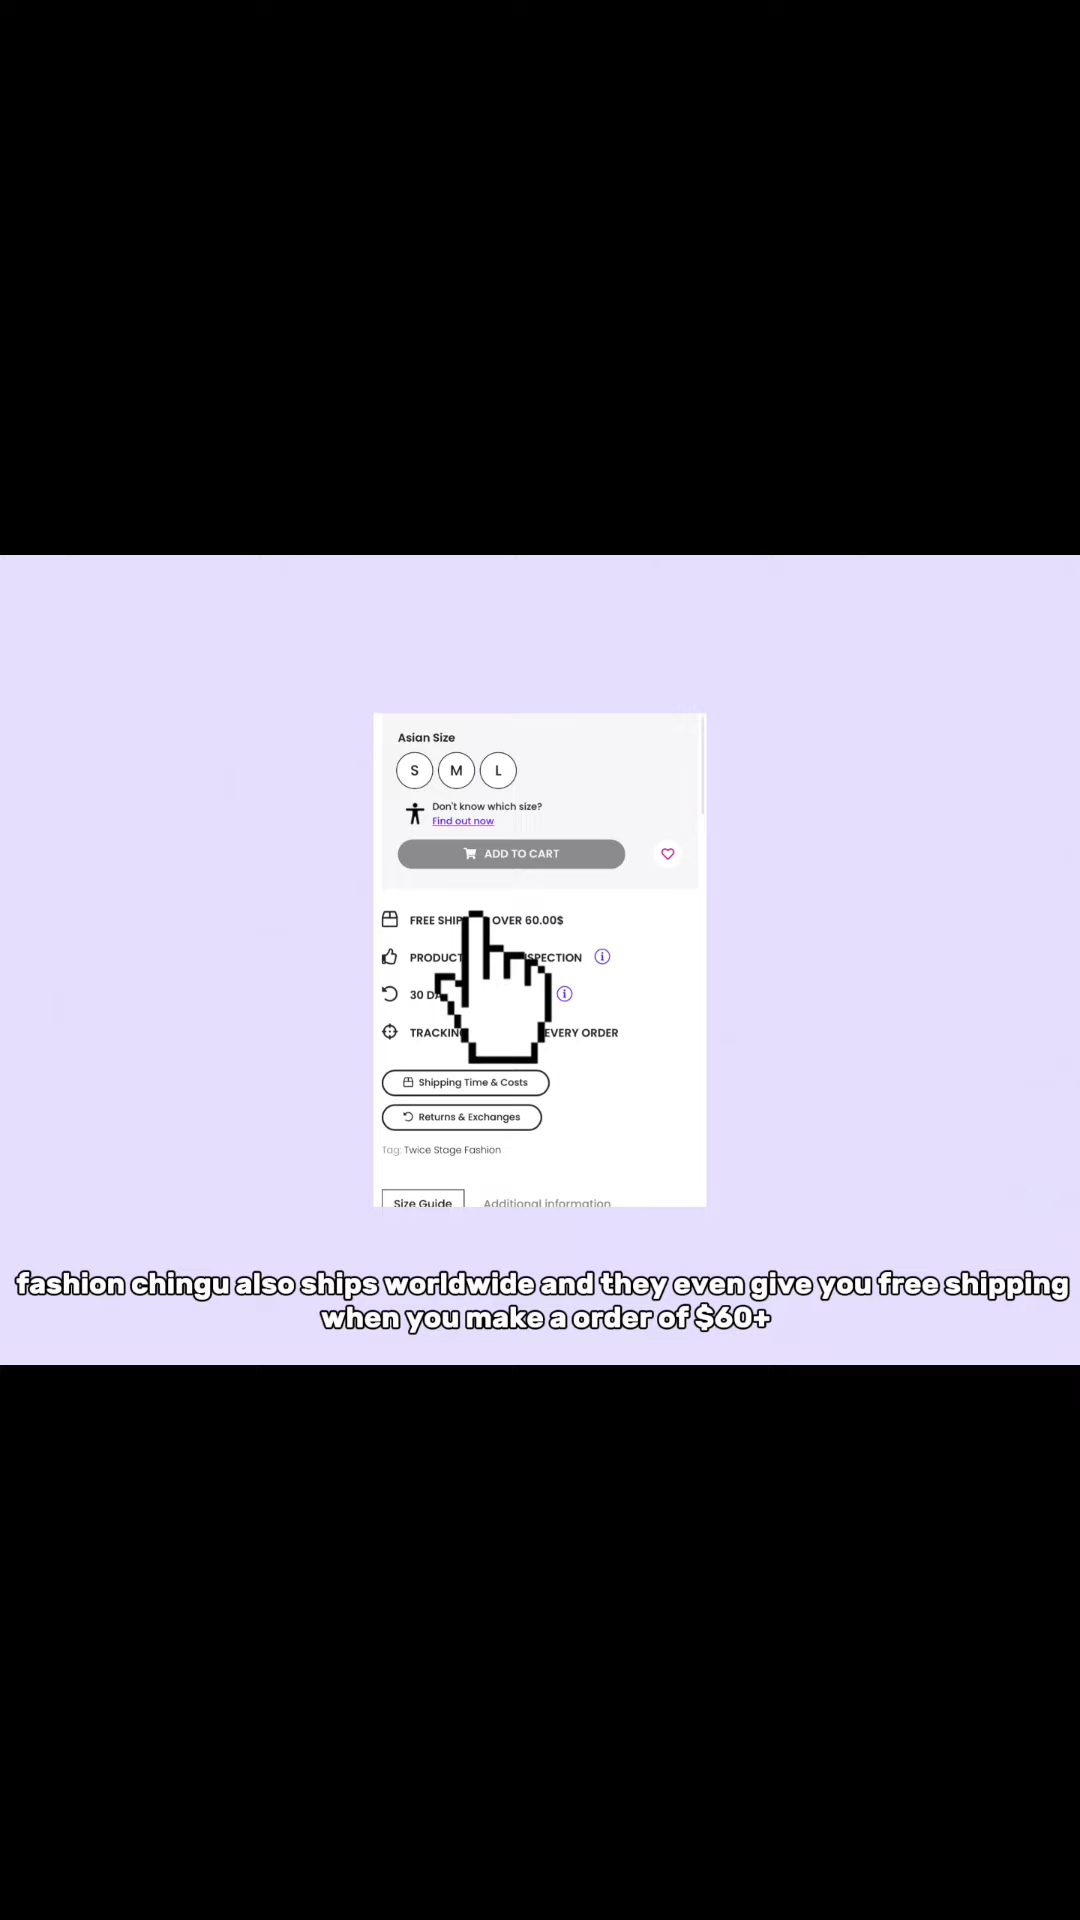 Asian Size
S M L
Don't know which size?
Find out now
ADD TO CART
FREE SHIP OVER 60.00$
PRODUCT
30
TRACKIN EVERY ORDER
Shipping Time & Costs
Returns & Exchanges
Tag: Twice Stage Fashion
Size Guide Additional information
fashion chingu also ships worldwide and they even give you free shipping
when you make a order of $60+